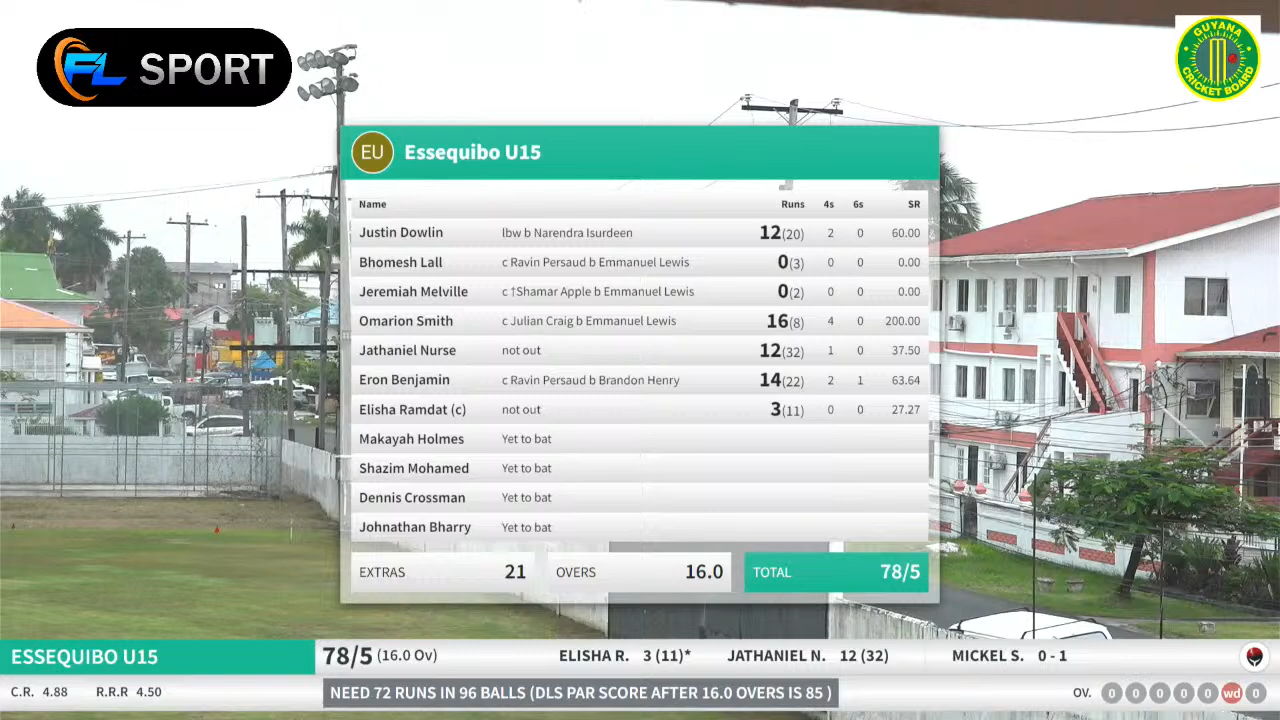 FL SPORT
GUYANA CRICKET BOARD
EU Essequibo U15
Name Runs 4s 6s SR
Justin Dowlin lbw b Narendra Isurdeen 12(20) 2 0 60.00
Bhomesh Lall c Ravin Persaud b Emmanuel Lewis 0(3) 0 0 0.00
Jeremiah Melville c †Shamar Apple b Emmanuel Lewis 0(2) 0 0 0.00
Omarion Smith c Julian Craig b Emmanuel Lewis 16(8) 4 0 200.00
Jathaniel Nurse not out 12(32) 1 0 37.50
Eron Benjamin c Ravin Persaud b Brandon Henry 14(22) 2 1 63.64
Elisha Ramdat (c) not out 3(11) 0 0 27.27
Makayah Holmes Yet to bat
Shazim Mohamed Yet to bat
Dennis Crossman Yet to bat
Johnathan Bharry Yet to bat
EXTRAS 21 OVERS 16.0 TOTAL 78/5
ESSEQUIBO U15 78/5 (16.0 Ov) ELISHA R. 3 (11)* JATHANIEL N. 12 (32) MICKEL S. 0 - 1
C.R. 4.88 R.R.R 4.50 NEED 72 RUNS IN 96 BALLS (DLS PAR SCORE AFTER 16.0 OVERS IS 85 ) OV. 0 0 0 0 0 wd 0